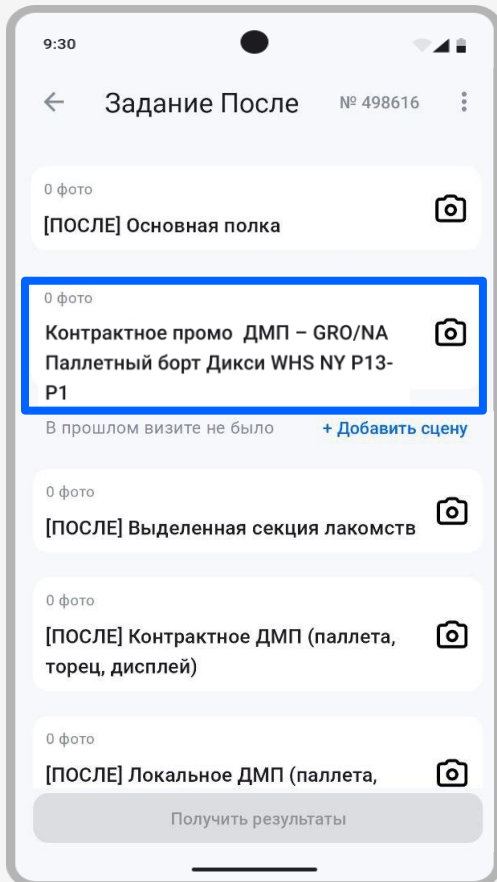 9:30
Задание После № 498616
0 фото
[ПОСЛЕ] Основная полка
0 фото
Контрактное промо ДМП – GRO/NA
Паллетный борт Дикси WHS NY P13-
P1
В прошлом визите не было + Добавить сцену
0 фото
[ПОСЛЕ] Выделенная секция лакомств
0 фото
[ПОСЛЕ] Контрактное ДМП (паллета,
торец, дисплей)
0 фото
[ПОСЛЕ] Локальное ДМП (паллета,
Получить результаты